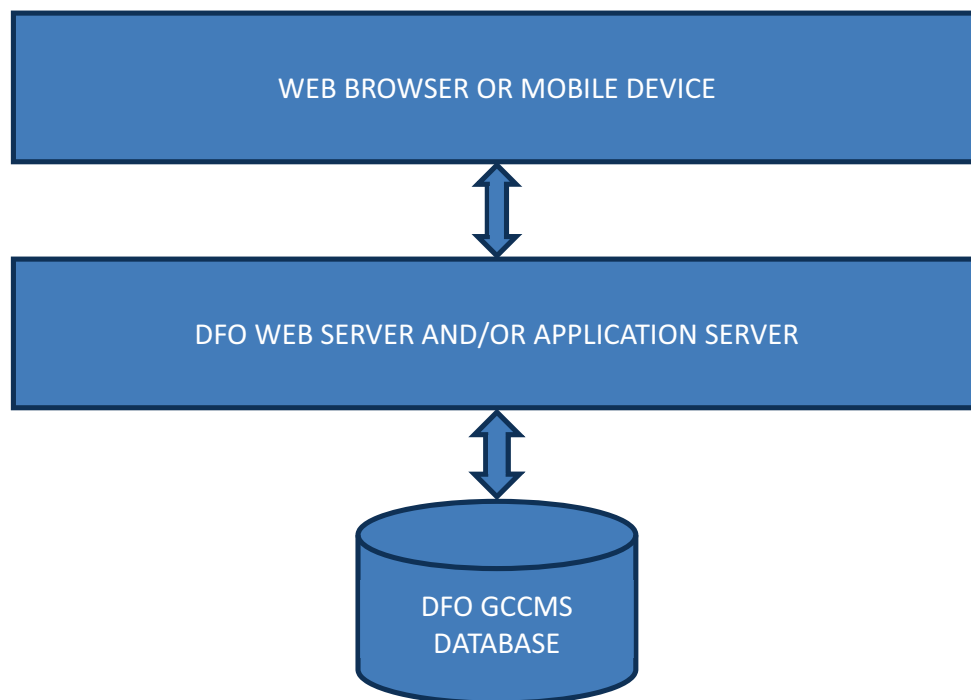 WEB BROWSER OR MOBILE DEVICE
DFO WEB SERVER AND/OR APPLICATION SERVER
DFO GCCMS
DATABASE